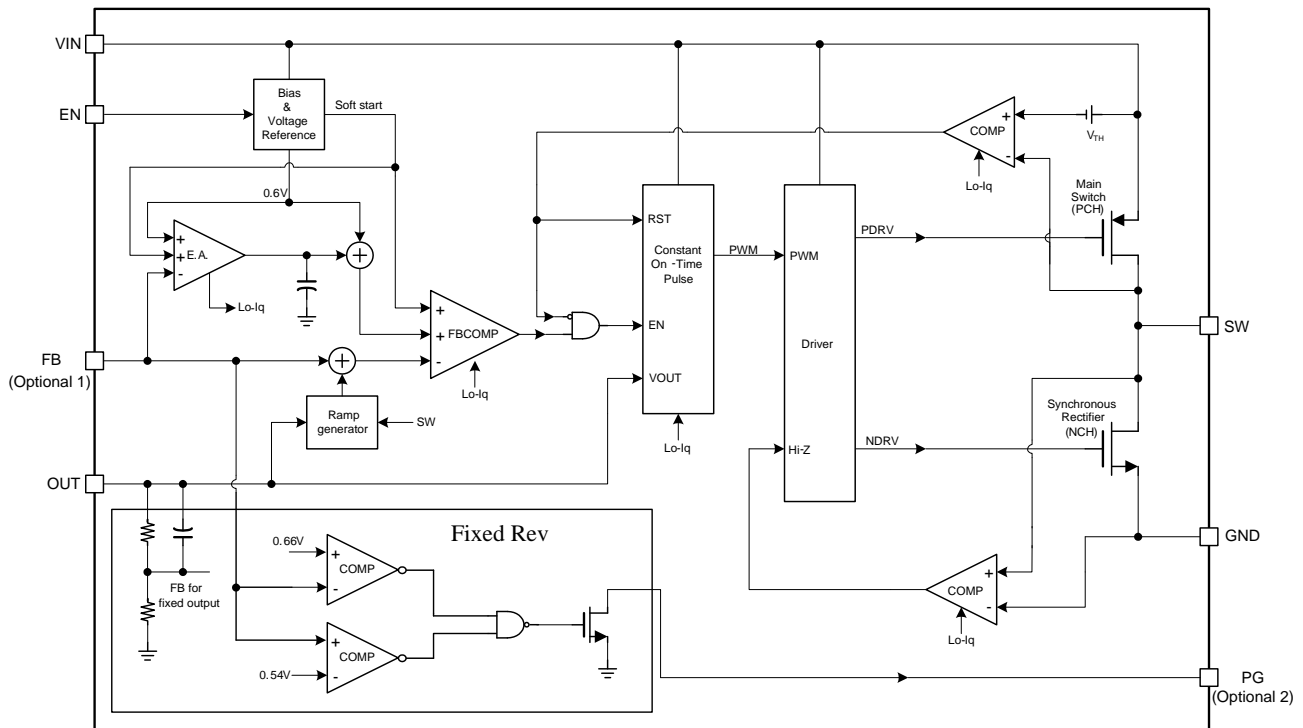 VIN
EN
Bias
&
Voltage
Reference
Soft start
0.6V
+
+
-
E.A.
Lo-Iq
+
+
+
-
FBCOMP
Lo-Iq
FB
(Optional 1)
+
Ramp
generator
SW
OUT
RST
Constant
On -Time
Pulse
EN
VOUT
Lo-Iq
PWM
PWM
Driver
Hi-Z
PDRV
NDRV
+
-
COMP
Lo-Iq
VTH
Main
Switch
(PCH)
SW
Synchronous
Rectifier
(NCH)
GND
+
-
COMP
Lo-Iq
Fixed Rev
FB for
fixed output
0.66V
+
-
COMP
+
-
COMP
0.54V
PG
(Optional 2)